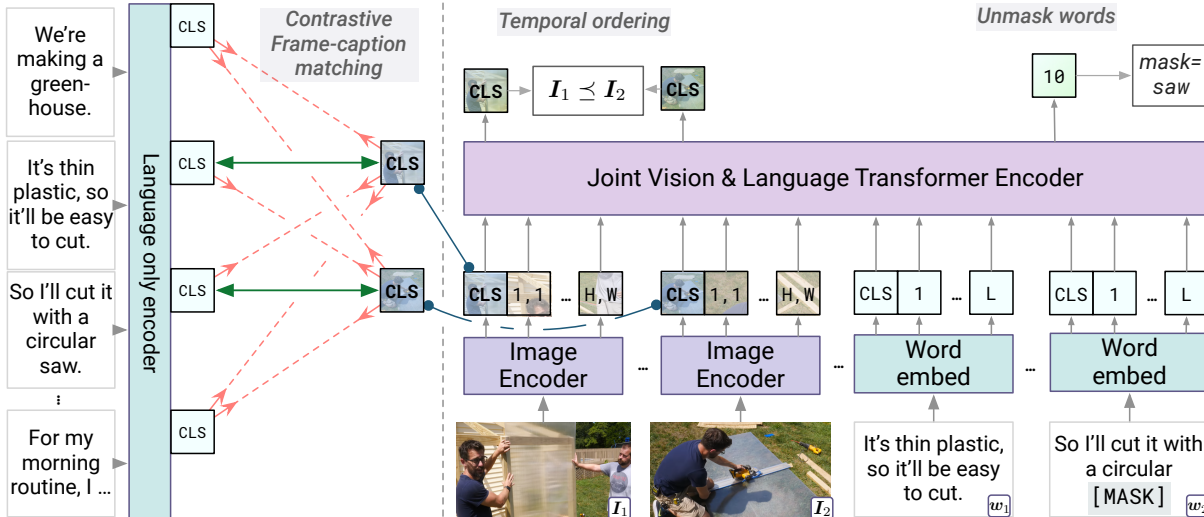 We're
making a
green-
house.
It's thin
plastic, so
it'll be easy
to cut.
So I'll cut it
with a
circular
saw.
...
For my
morning
routine, I ...
Language only encoder
CLS
CLS
CLS
CLS
Contrastive
Frame-caption
matching
CLS
CLS
Temporal ordering
Unmask words
CLS
I₁ ⪯ I₂
CLS
10
mask=
saw
Joint Vision & Language Transformer Encoder
CLS 1,1 ... H,W
CLS 1,1 ... H,W
CLS 1 ... L
CLS 1 ... L
Image
Encoder
...
Image
Encoder
...
Word
embed
...
Word
embed
I₁
I₂
It's thin plastic,
so it'll be easy
to cut.
w₁
So I'll cut it with
a circular
[MASK]